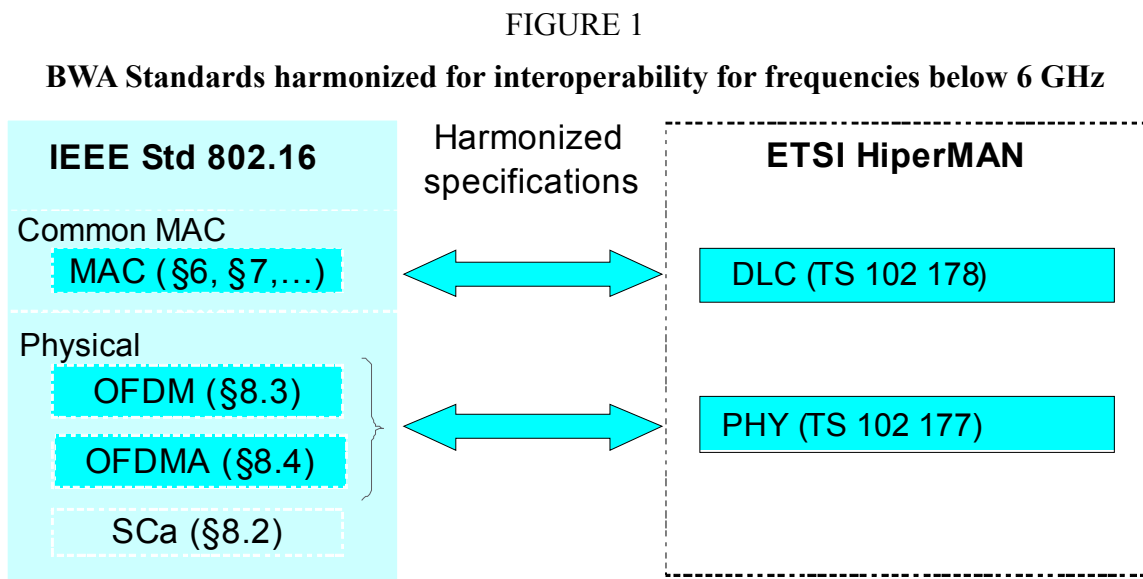 FIGURE 1
BWA Standards harmonized for interoperability for frequencies below 6 GHz
IEEE Std 802.16
Harmonized
specifications
ETSI HiperMAN
Common MAC
MAC (§6, §7,…)
DLC (TS 102 178)
Physical
OFDM (§8.3)
OFDMA (§8.4)
PHY (TS 102 177)
SCa (§8.2)